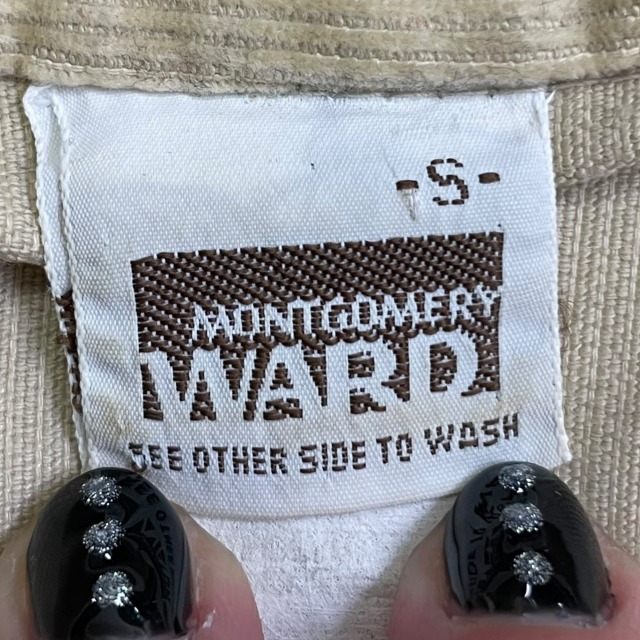 -S-
MONTGOMERY
WARD
SEE OTHER SIDE TO WASH